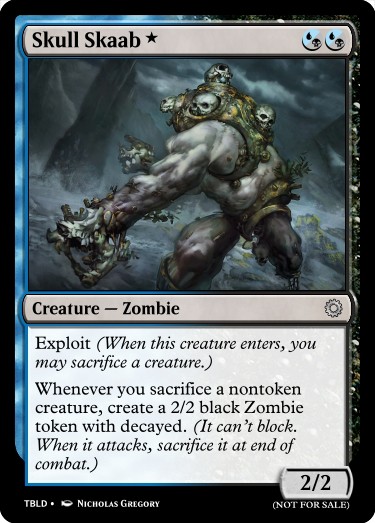 Skull Skaab ★
Creature — Zombie
Exploit (When this creature enters, you
may sacrifice a creature.)
Whenever you sacrifice a nontoken
creature, create a 2/2 black Zombie
token with decayed. (It can't block.
When it attacks, sacrifice it at end of
combat.)
2/2
TBLD • Nicholas Gregory
(NOT FOR SALE)